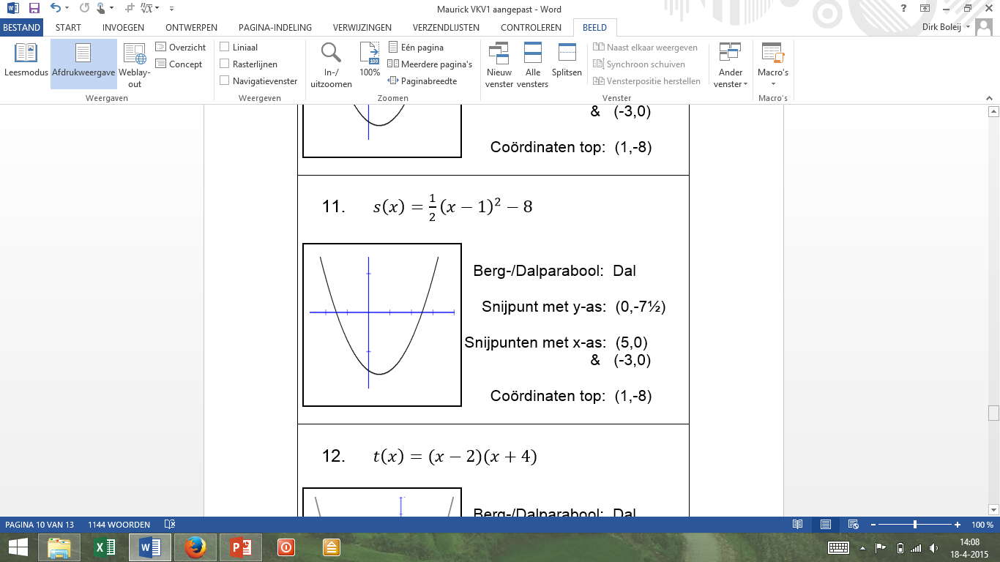 Maurick VKV1 aangepast - Word
BESTAND START INVOEGEN ONTWERPEN PAGINA-INDELING VERWIJZINGEN VERZENDLIJSTEN CONTROLEREN BEELD Dirk Boleij
Leesmodus
Afdrukweergave
Weblay-
out
Overzicht
Concept
Weergaven
Liniaal
Rasterlijnen
Navigatievenster
Weergeven
In-/
uitzoomen
100
100%
Eén pagina
Meerdere pagina's
Paginabreedte
Zoomen
Nieuw
venster
Alle
vensters
Splitsen
Naast elkaar weergeven
Synchroon schuiven
Vensterpositie herstellen
Venster
Ander
venster
Macro's
Macro's
& (-3,0)
Coördinaten top: (1,-8)
11. s(x) = 1/2 (x − 1)² − 8
Berg-/Dalparabool: Dal
Snijpunt met y-as: (0,-7½)
Snijpunten met x-as: (5,0)
& (-3,0)
Coördinaten top: (1,-8)
12. t(x) = (x − 2)(x + 4)
Berg-/Dalparabool: Dal
PAGINA 10 VAN 13 1144 WOORDEN 100 %
14:08
18-4-2015